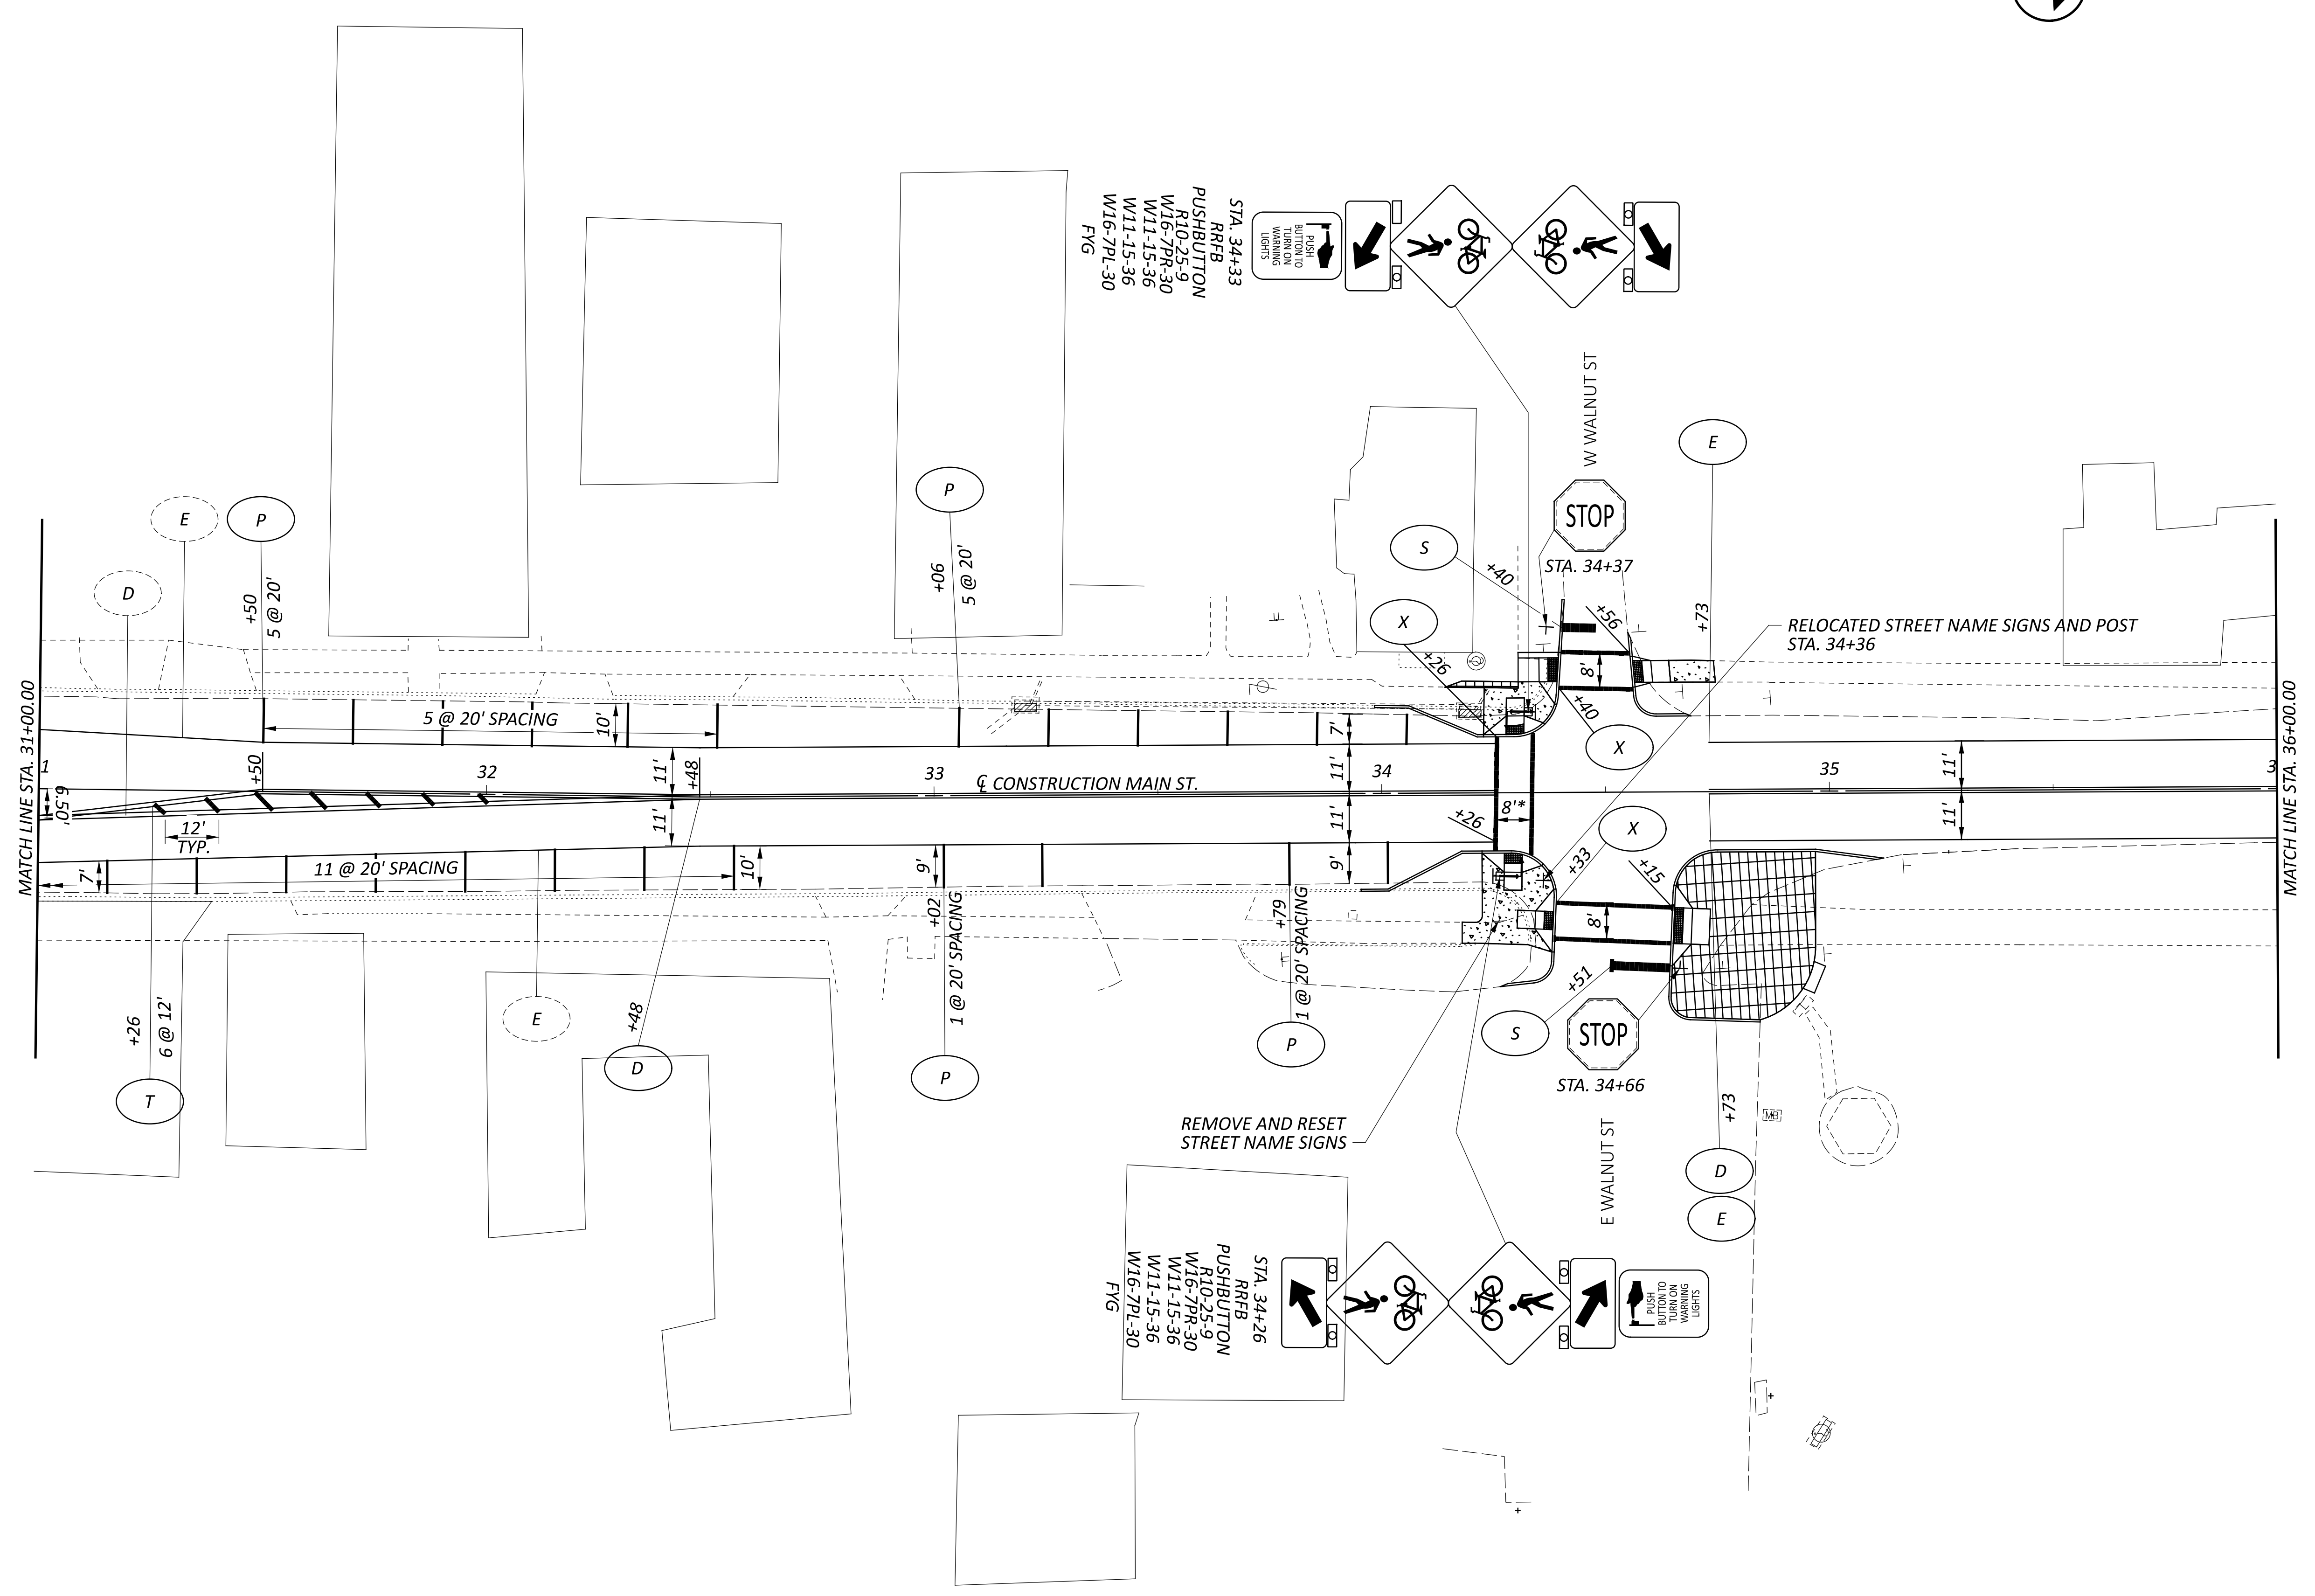 STA. 34+33
RRFB
PUSHBUTTON
R10-25-9
W16-7PR-30
W11-15-36
W11-15-36
W16-7PL-30
FYG
PUSH
BUTTON TO
TURN ON
WARNING
LIGHTS
W WALNUT ST
E
P
E
P
+50
5 @ 20'
+06
5 @ 20'
D
S
+40
STOP
STA. 34+37
X
+26
+56
8'
+40
X
+73
RELOCATED STREET NAME SIGNS AND POST
STA. 34+36
MATCH LINE STA. 31+00.00
MATCH LINE STA. 36+00.00
5 @ 20' SPACING
10'
7'
1
+50
32
11'
+48
33
℄ CONSTRUCTION MAIN ST.
11'
34
35
11'
3
6.50'
12'
TYP.
11'
11'
+26
8'*
X
11'
7'
11 @ 20' SPACING
10'
9'
9'
+33
+15
8'
+02
1 @ 20' SPACING
+79
1 @ 20' SPACING
+51
+26
6 @ 12'
T
E
+48
D
P
P
S
STOP
STA. 34+66
+73
MB
D
E
REMOVE AND RESET
STREET NAME SIGNS
E WALNUT ST
STA. 34+26
RRFB
PUSHBUTTON
R10-25-9
W16-7PR-30
W11-15-36
W11-15-36
W16-7PL-30
FYG
PUSH
BUTTON TO
TURN ON
WARNING
LIGHTS